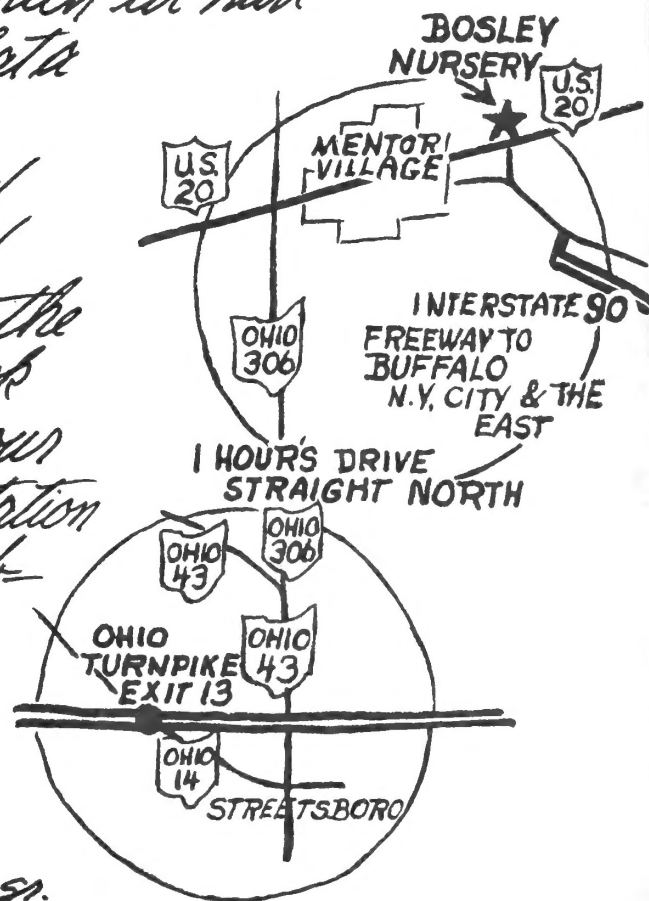 BOSLEY
NURSERY
U.S.
20
MENTOR
VILLAGE
U.S.
20
INTERSTATE 90
OHIO
306
FREEWAY TO
BUFFALO
N.Y. CITY & THE
EAST
the
1 HOUR'S DRIVE
STRAIGHT NORTH
OHIO
43
OHIO
306
OHIO
43
OHIO
TURNPIKE
EXIT 13
OHIO
14
STREETSBORO